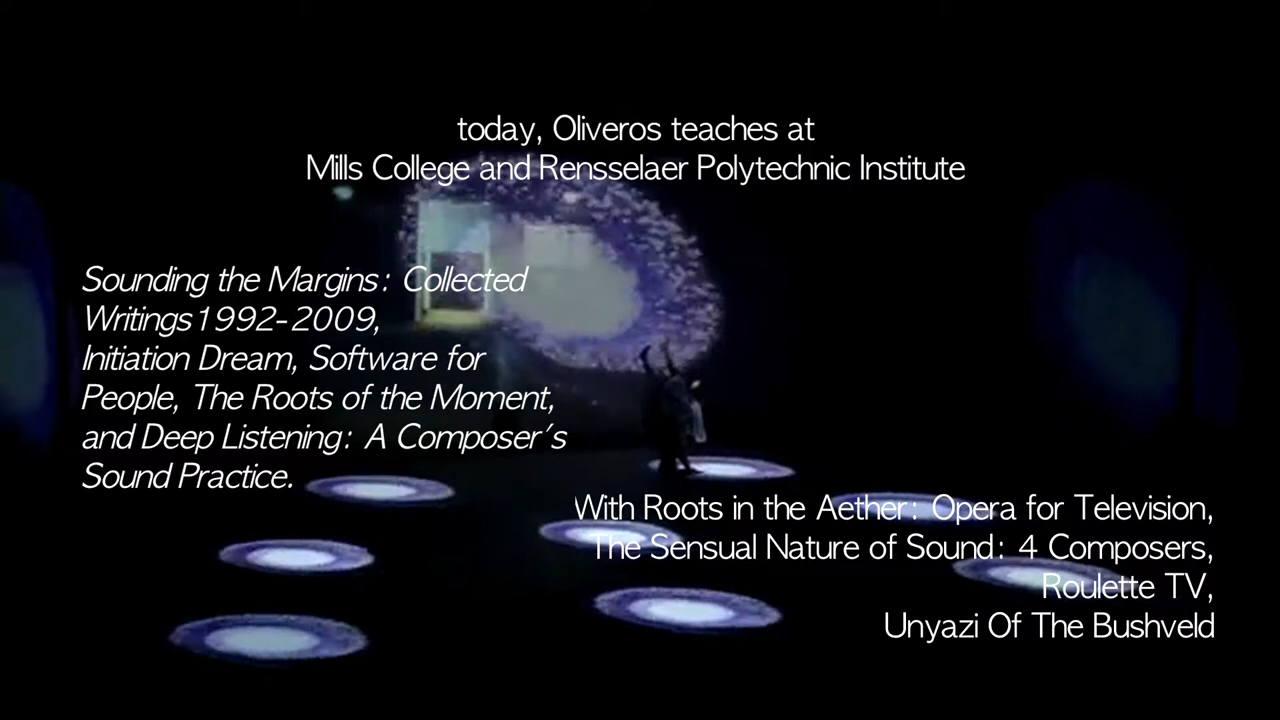 today, Oliveros teaches at
Mills College and Rensselaer Polytechnic Institute
Sounding the Margins: Collected
Writings 1992-2009,
Initiation Dream, Software for
People, The Roots of the Moment,
and Deep Listening: A Composer's
Sound Practice.
With Roots in the Aether: Opera for Television,
The Sensual Nature of Sound: 4 Composers,
Roulette TV,
Unyazi Of The Bushveld